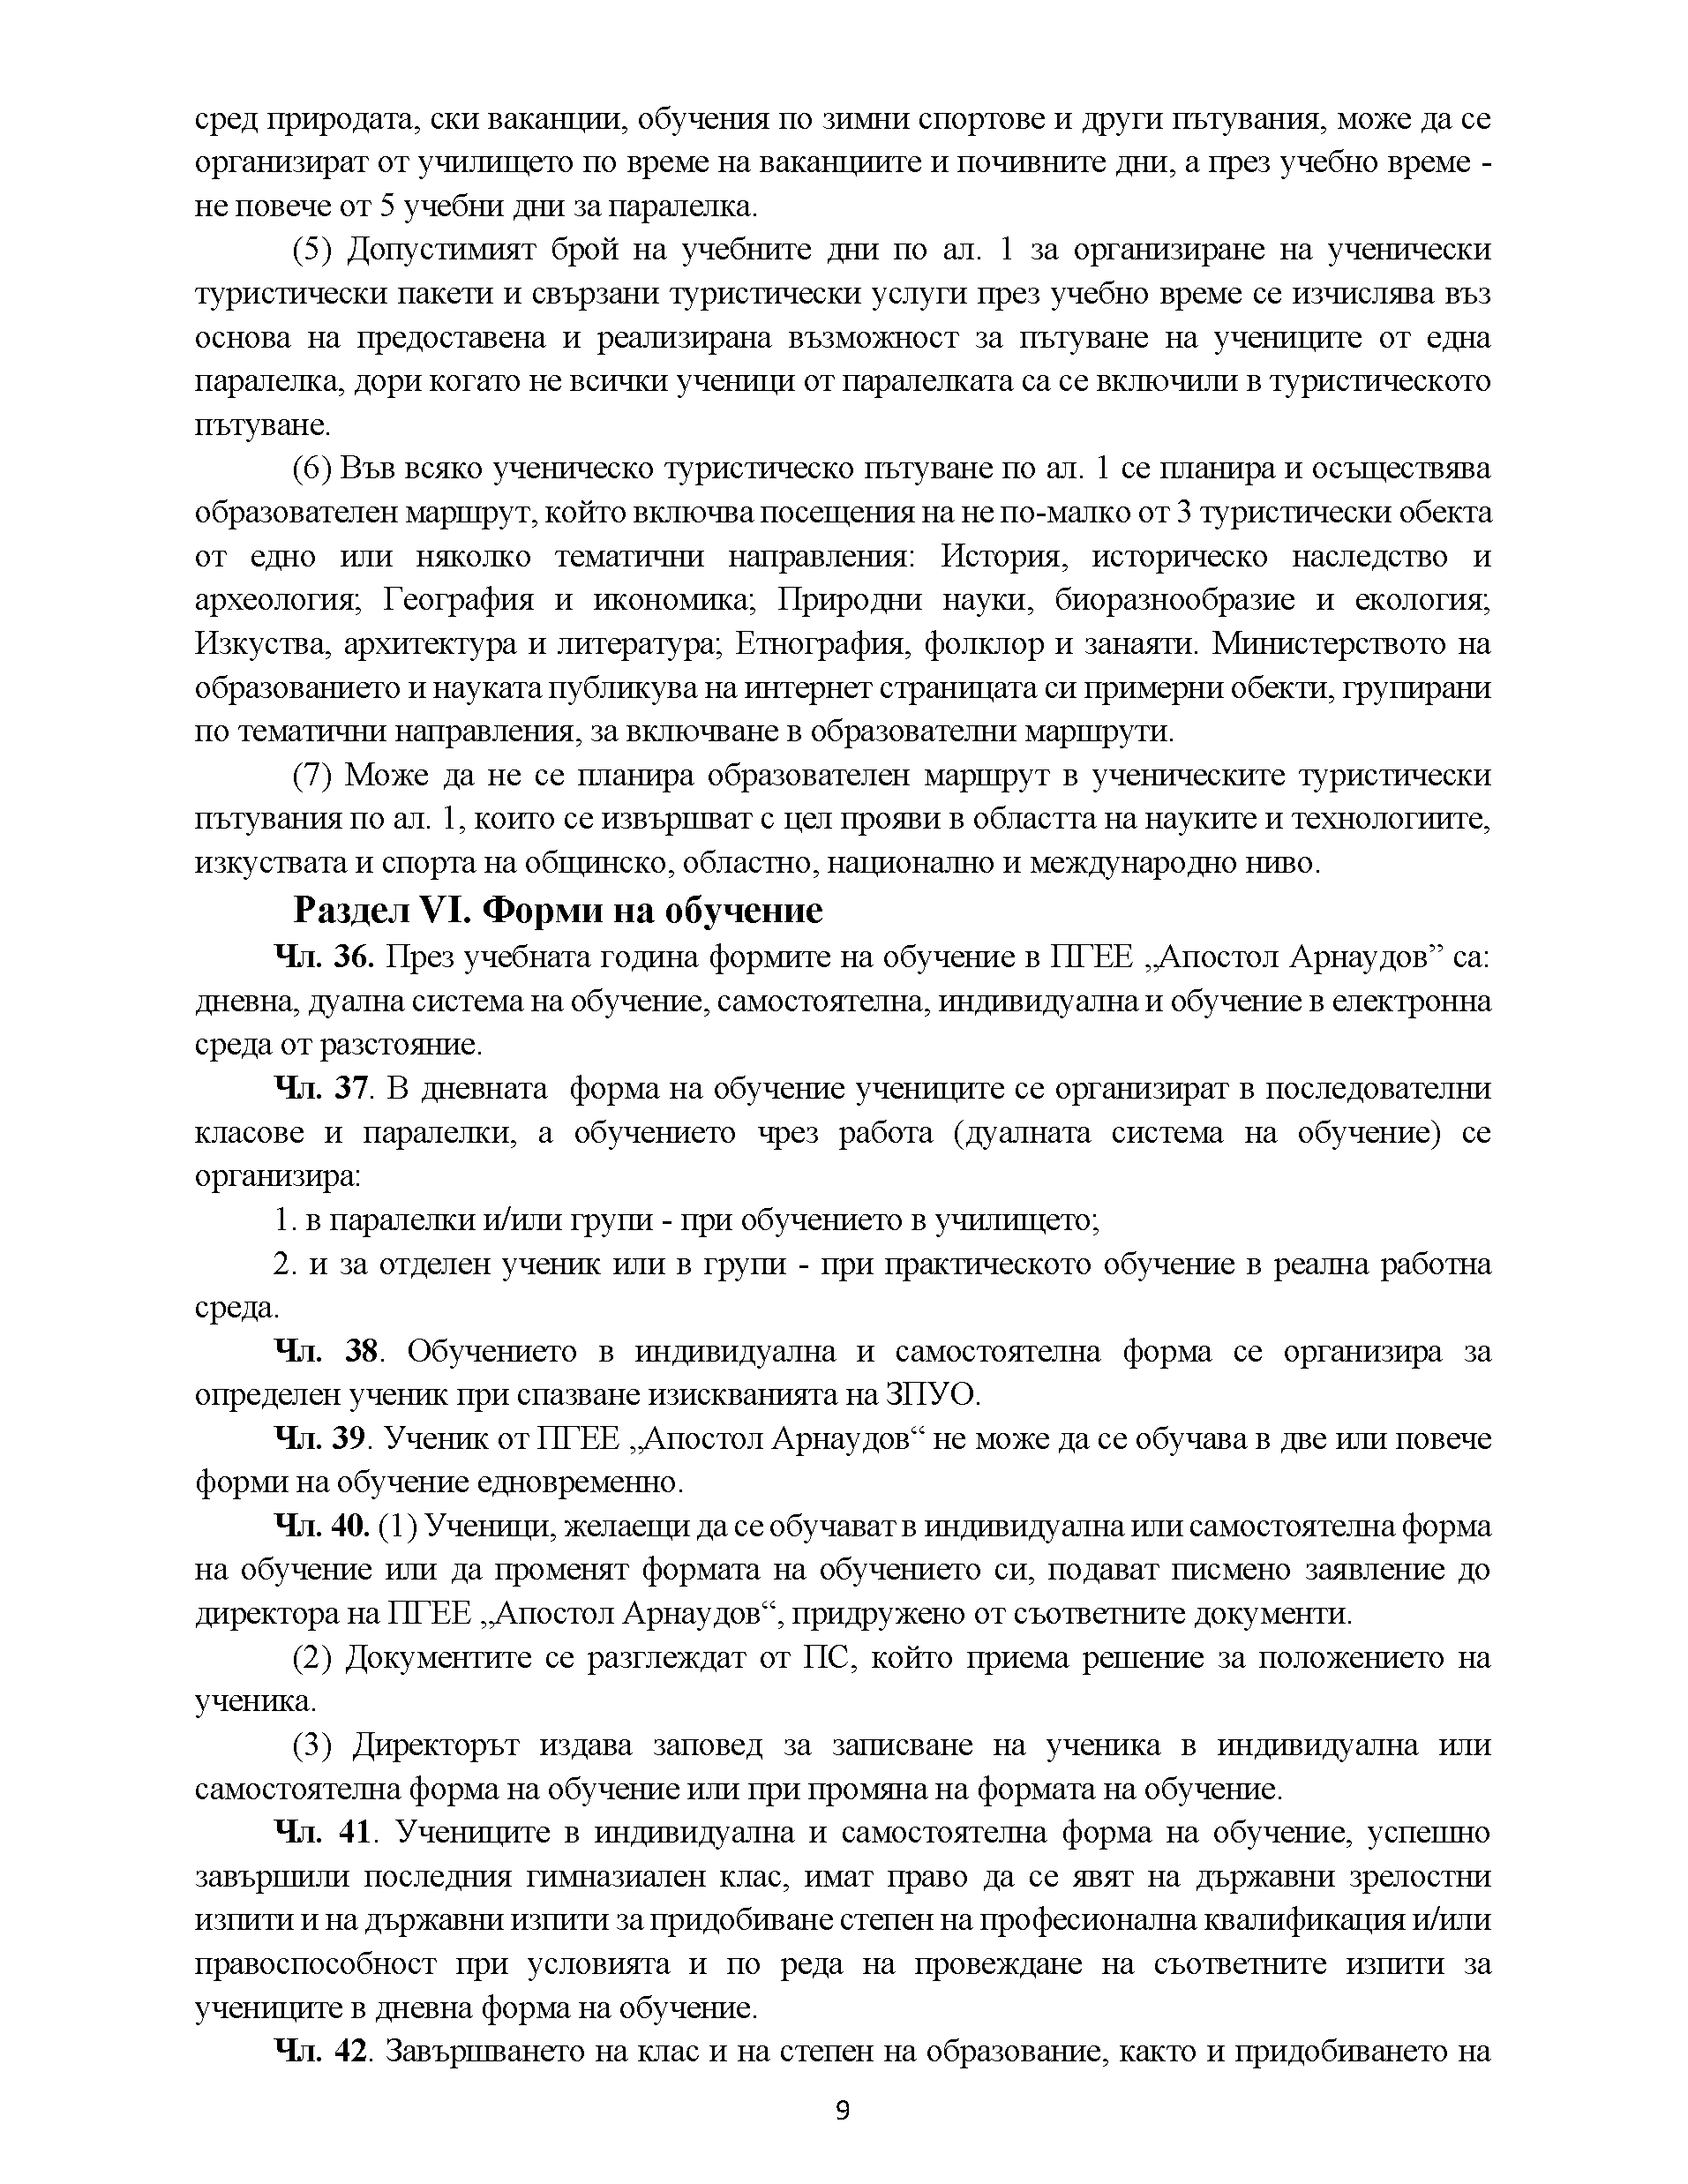 сред природата, ски ваканции, обучения по зимни спортове и други пътувания, може да се
организират от училището по време на ваканциите и почивните дни, а през учебно време -
не повече от 5 учебни дни за паралелка.
(5) Допустимият брой на учебните дни по ал. 1 за организиране на ученически
туристически пакети и свързани туристически услуги през учебно време се изчислява въз
основа на предоставена и реализирана възможност за пътуване на учениците от една
паралелка, дори когато не всички ученици от паралелката са се включили в туристическото
пътуване.
(6) Във всяко ученическо туристическо пътуване по ал. 1 се планира и осъществява
образователен маршрут, който включва посещения на не по-малко от 3 туристически обекта
от едно или няколко тематични направления: История, историческо наследство и
археология; География и икономика; Природни науки, биоразнообразие и екология;
Изкуства, архитектура и литература; Етнография, фолклор и занаяти. Министерството на
образованието и науката публикува на интернет страницата си примерни обекти, групирани
по тематични направления, за включване в образователни маршрути.
(7) Може да не се планира образователен маршрут в ученическите туристически
пътувания по ал. 1, които се извършват с цел прояви в областта на науките и технологиите,
изкуствата и спорта на общинско, областно, национално и международно ниво.
Раздел VI. Форми на обучение
Чл. 36. През учебната година формите на обучение в ПГЕЕ „Апостол Арнаудов” са:
дневна, дуална система на обучение, самостоятелна, индивидуална и обучение в електронна
среда от разстояние.
Чл. 37. В дневната  форма на обучение учениците се организират в последователни
класове и паралелки, а обучението чрез работа (дуалната система на обучение) се
организира:
1. в паралелки и/или групи - при обучението в училището;
2. и за отделен ученик или в групи - при практическото обучение в реална работна
среда.
Чл. 38. Обучението в индивидуална и самостоятелна форма се организира за
определен ученик при спазване изискванията на ЗПУО.
Чл. 39. Ученик от ПГЕЕ „Апостол Арнаудов“ не може да се обучава в две или повече
форми на обучение едновременно.
Чл. 40. (1) Ученици, желаещи да се обучават в индивидуална или самостоятелна форма
на обучение или да променят формата на обучението си, подават писмено заявление до
директора на ПГЕЕ „Апостол Арнаудов“, придружено от съответните документи.
(2) Документите се разглеждат от ПС, който приема решение за положението на
ученика.
(3) Директорът издава заповед за записване на ученика в индивидуална или
самостоятелна форма на обучение или при промяна на формата на обучение.
Чл. 41. Учениците в индивидуална и самостоятелна форма на обучение, успешно
завършили последния гимназиален клас, имат право да се явят на държавни зрелостни
изпити и на държавни изпити за придобиване степен на професионална квалификация и/или
правоспособност при условията и по реда на провеждане на съответните изпити за
учениците в дневна форма на обучение.
Чл. 42. Завършването на клас и на степен на образование, както и придобиването на
9